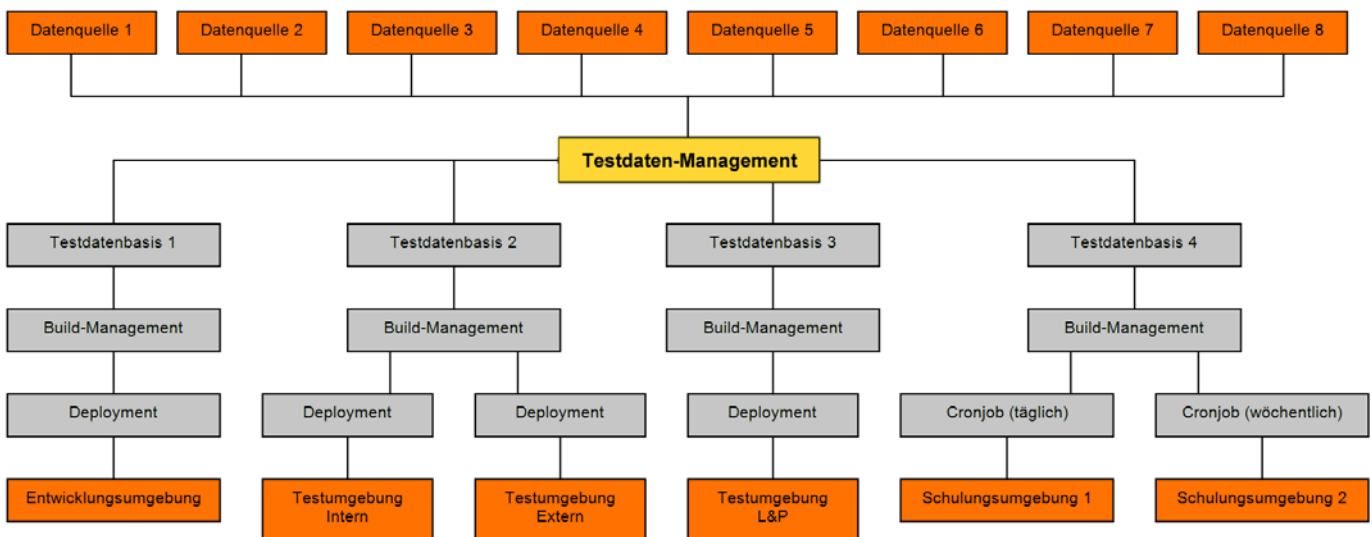 Datenquelle 1
Datenquelle 2
Datenquelle 3
Datenquelle 4
Datenquelle 5
Datenquelle 6
Datenquelle 7
Datenquelle 8
Testdaten-Management
Testdatenbasis 1
Testdatenbasis 2
Testdatenbasis 3
Testdatenbasis 4
Build-Management
Build-Management
Build-Management
Build-Management
Deployment
Deployment
Deployment
Deployment
Cronjob (täglich)
Cronjob (wöchentlich)
Entwicklungsumgebung
Testumgebung
Intern
Testumgebung
Extern
Testumgebung
L&P
Schulungsumgebung 1
Schulungsumgebung 2